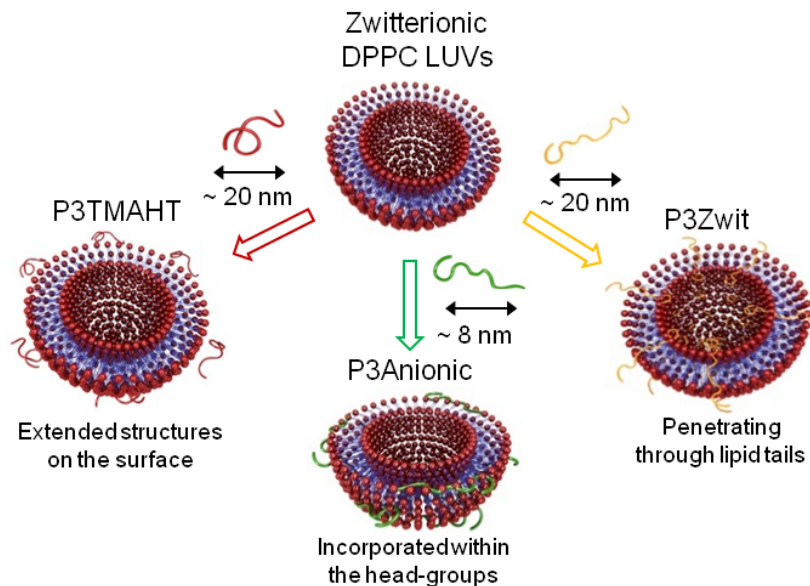 Zwitterionic
DPPC LUVs
~ 20 nm
~ 20 nm
P3TMAHT
P3Zwit
~ 8 nm
P3Anionic
Extended structures
on the surface
Penetrating
through lipid tails
Incorporated within
the head-groups